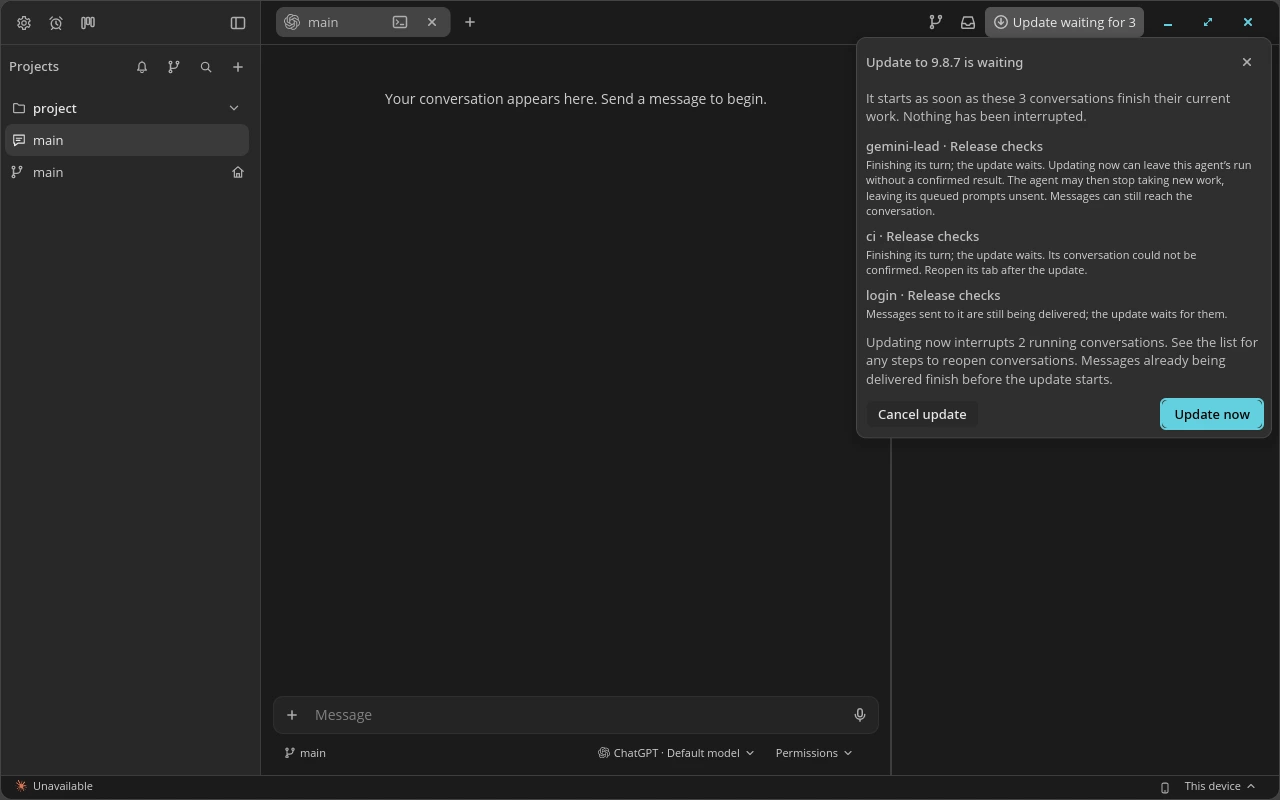 main
Update waiting for 3
Projects
project
main
main
Your conversation appears here. Send a message to begin.
Update to 9.8.7 is waiting
It starts as soon as these 3 conversations finish their current
work. Nothing has been interrupted.
gemini-lead · Release checks
Finishing its turn; the update waits. Updating now can leave this agent’s run
without a confirmed result. The agent may then stop taking new work,
leaving its queued prompts unsent. Messages can still reach the
conversation.
ci · Release checks
Finishing its turn; the update waits. Its conversation could not be
confirmed. Reopen its tab after the update.
login · Release checks
Messages sent to it are still being delivered; the update waits for them.
Updating now interrupts 2 running conversations. See the list for
any steps to reopen conversations. Messages already being
delivered finish before the update starts.
Cancel update
Update now
Message
main
ChatGPT · Default model
Permissions
Unavailable
This device